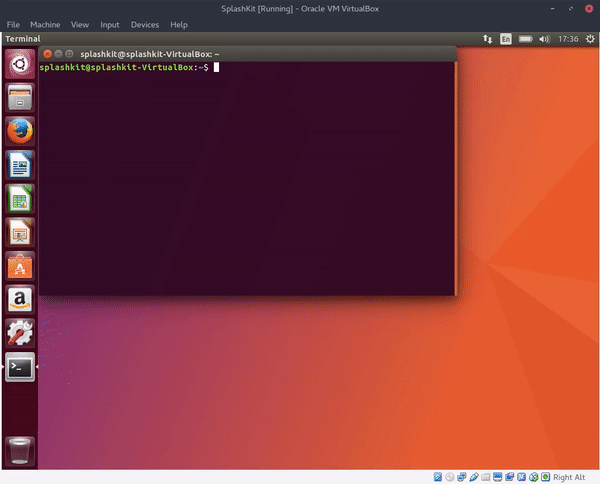 SplashKit [Running] - Oracle VM VirtualBox
File Machine View Input Devices Help
Terminal En 17:36
splashkit@splashkit-VirtualBox: ~
splashkit@splashkit-VirtualBox:~$
a
>_
Right Alt